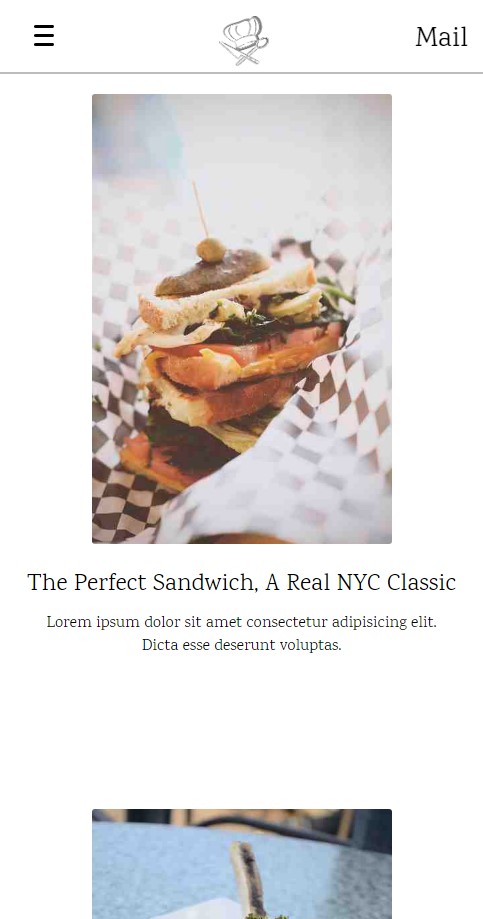 Mail
The Perfect Sandwich, A Real NYC Classic
Lorem ipsum dolor sit amet consectetur adipisicing elit.
Dicta esse deserunt voluptas.